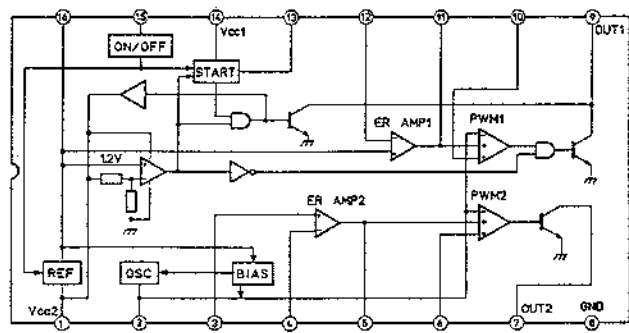 16 15 14 13 12 11 10 9
Vcc1
OUT1
ON/OFF
START
ER AMP1
PWM1
1.2V
ER AMP2
PWM2
REF
OSC
BIAS
Vcc2
OUT2
GND
1 2 3 4 5 6 7 8